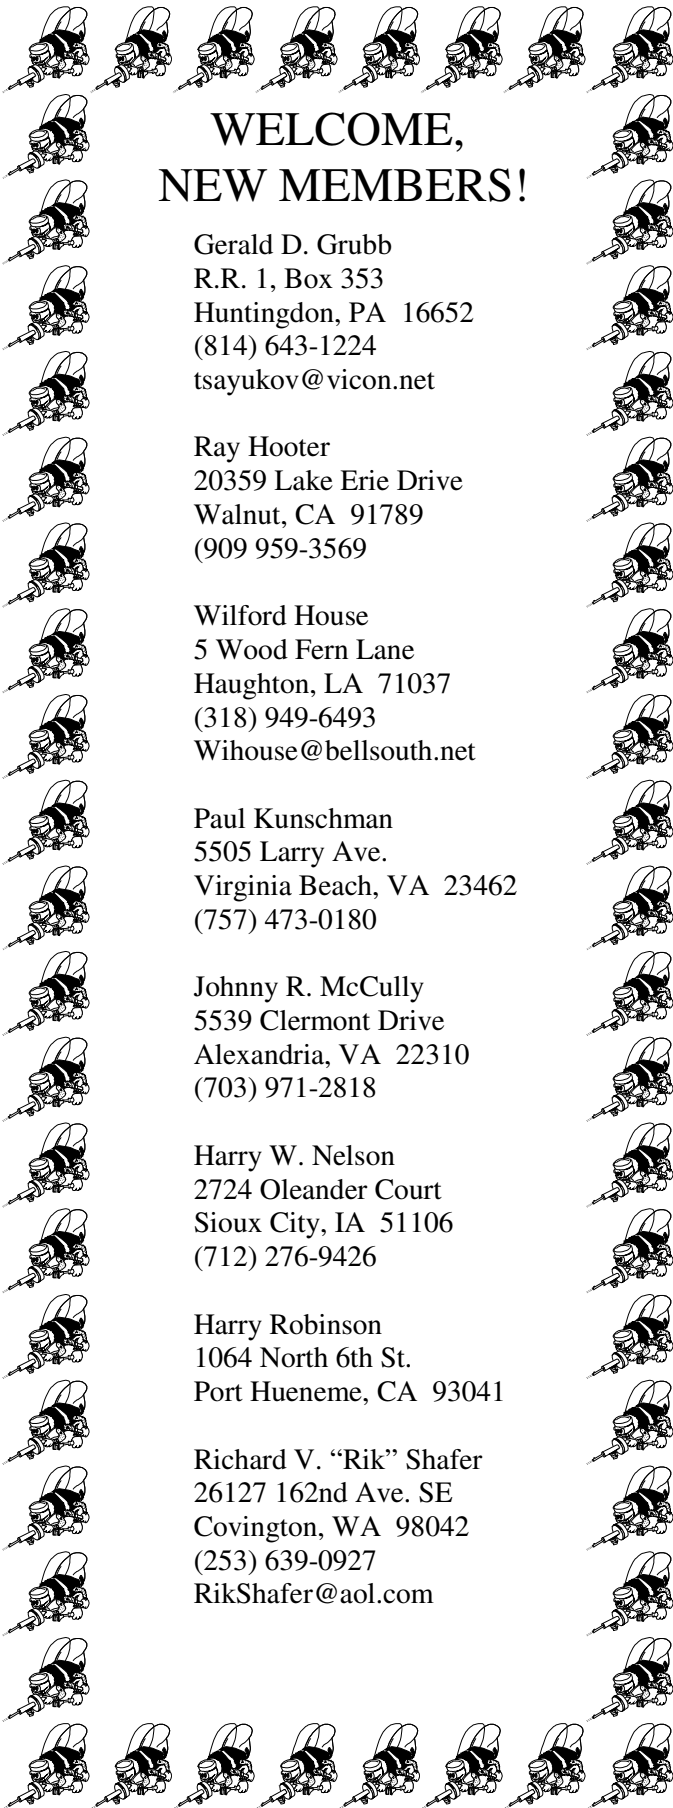 WELCOME,
NEW MEMBERS!
Gerald D. Grubb
R.R. 1, Box 353
Huntingdon, PA  16652
(814) 643-1224
tsayukov@vicon.net
Ray Hooter
20359 Lake Erie Drive
Walnut, CA  91789
(909 959-3569
Wilford House
5 Wood Fern Lane
Haughton, LA  71037
(318) 949-6493
Wihouse@bellsouth.net
Paul Kunschman
5505 Larry Ave.
Virginia Beach, VA  23462
(757) 473-0180
Johnny R. McCully
5539 Clermont Drive
Alexandria, VA  22310
(703) 971-2818
Harry W. Nelson
2724 Oleander Court
Sioux City, IA  51106
(712) 276-9426
Harry Robinson
1064 North 6th St.
Port Hueneme, CA  93041
Richard V. “Rik” Shafer
26127 162nd Ave. SE
Covington, WA  98042
(253) 639-0927
RikShafer@aol.com